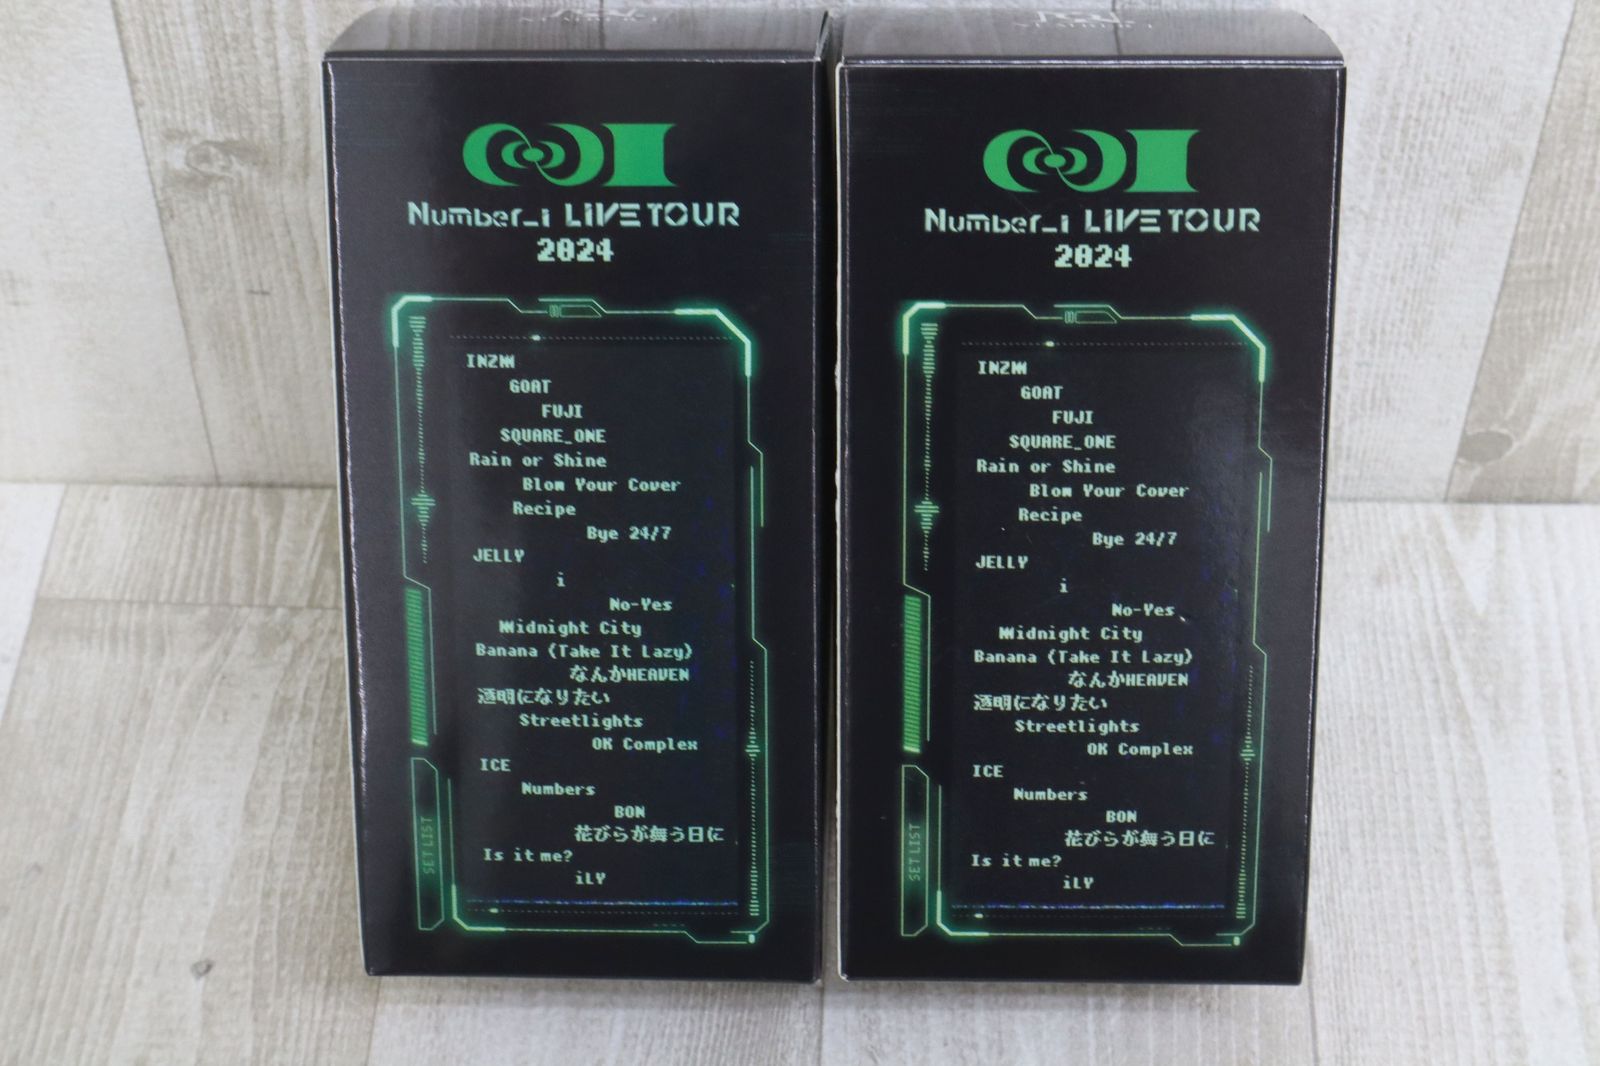 Number_i LIVE TOUR
2024
INZM
GOAT
FUJI
SQUARE_ONE
Rain or Shine
Blow Your Cover
Recipe
Bye 24/7
JELLY
i
No-Yes
Midnight City
Banana (Take It Lazy)
なんかHEAVEN
透明になりたい
Streetlights
OK Complex
ICE
Numbers
BON
花びらが舞う日に
Is it me?
iLY
SET LIST
Number_i LIVE TOUR
2024
INZM
GOAT
FUJI
SQUARE_ONE
Rain or Shine
Blow Your Cover
Recipe
Bye 24/7
JELLY
i
No-Yes
Midnight City
Banana (Take It Lazy)
なんかHEAVEN
透明になりたい
Streetlights
OK Complex
ICE
Numbers
BON
花びらが舞う日に
Is it me?
iLY
SET LIST